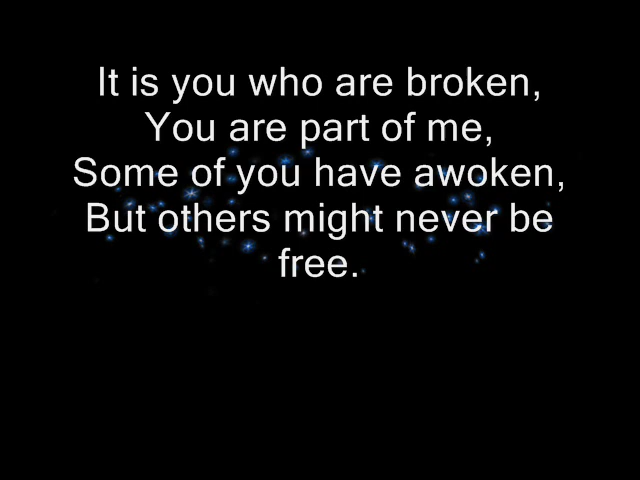 It is you who are broken,
You are part of me,
Some of you have awoken,
But others might never be
free.